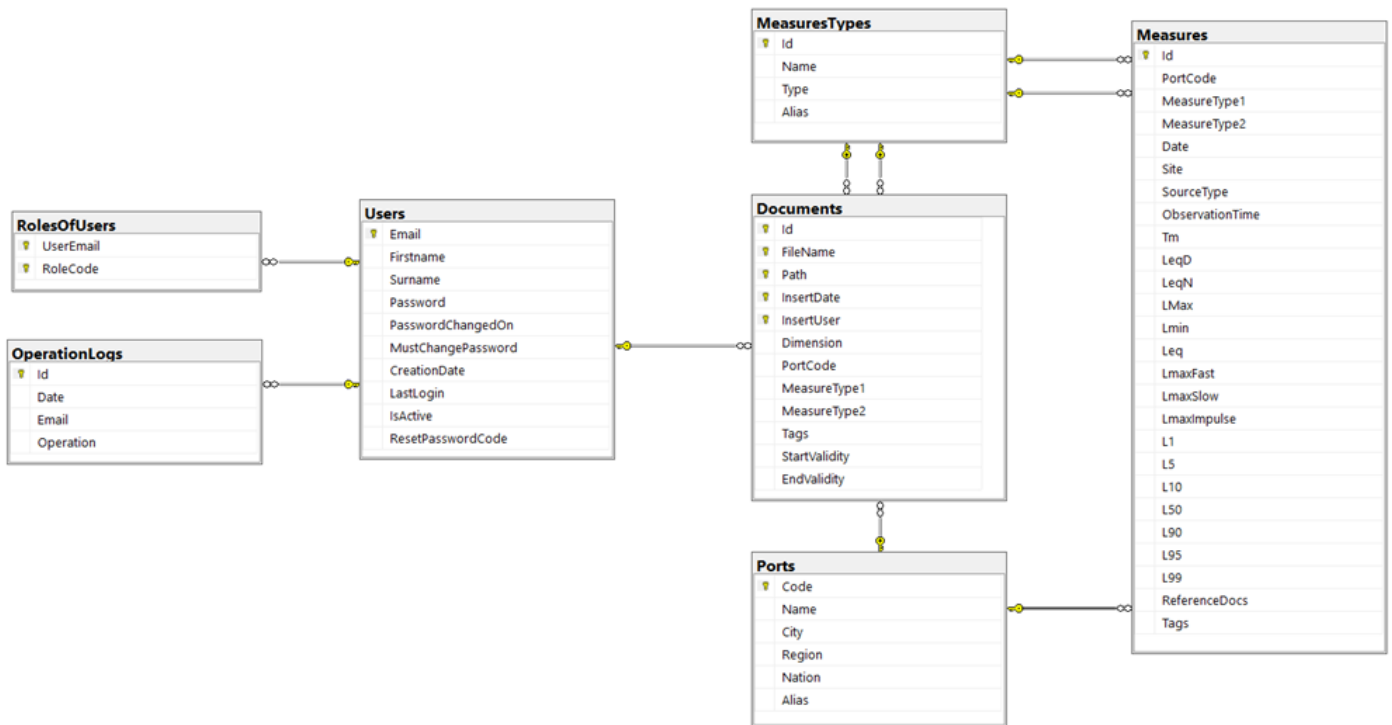 RolesOfUsers
UserEmail
RoleCode
OperationLogs
Id
Date
Email
Operation
Users
Email
Firstname
Surname
Password
PasswordChangedOn
MustChangePassword
CreationDate
LastLogin
IsActive
ResetPasswordCode
MeasuresTypes
Id
Name
Type
Alias
Documents
Id
FileName
Path
InsertDate
InsertUser
Dimension
PortCode
MeasureType1
MeasureType2
Tags
StartValidity
EndValidity
Ports
Code
Name
City
Region
Nation
Alias
Measures
Id
PortCode
MeasureType1
MeasureType2
Date
Site
SourceType
ObservationTime
Tm
LeqD
LeqN
LMax
Lmin
Leq
LmaxFast
LmaxSlow
LmaxImpulse
L1
L5
L10
L50
L90
L95
L99
ReferenceDocs
Tags